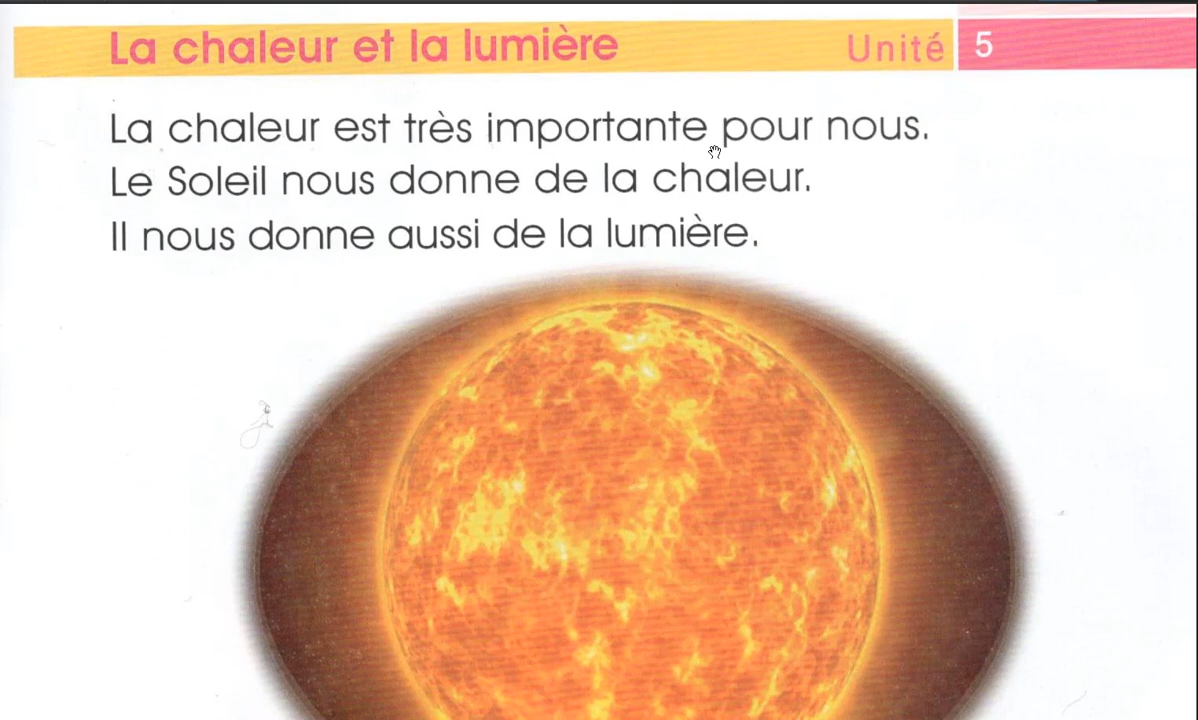 La chaleur et la lumière Unité 5
La chaleur est très importante pour nous.
Le Soleil nous donne de la chaleur.
Il nous donne aussi de la lumière.